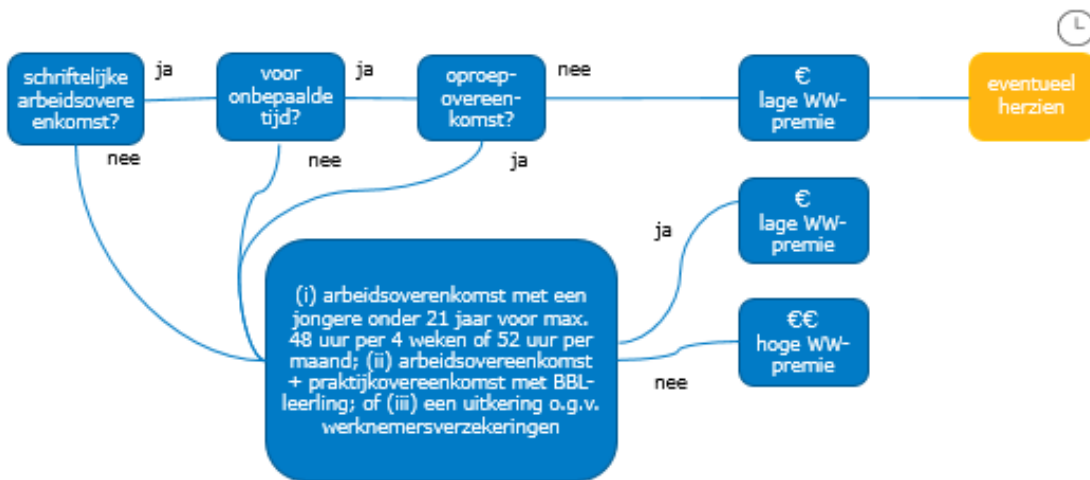 schriftelijke
arbeidsovere
enkomst?
ja
nee
voor
onbepaalde
tijd?
ja
nee
oproep-
overeen-
komst?
nee
ja
€
lage WW-
premie
eventueel
herzien
(i) arbeidsoverenkomst met een
jongere onder 21 jaar voor max.
48 uur per 4 weken of 52 uur per
maand; (ii) arbeidsovereenkomst
+ praktijkovereenkomst met BBL-
leerling; of (iii) een uitkering o.g.v.
werknemersverzekeringen
ja
nee
€
lage WW-
premie
€€
hoge WW-
premie